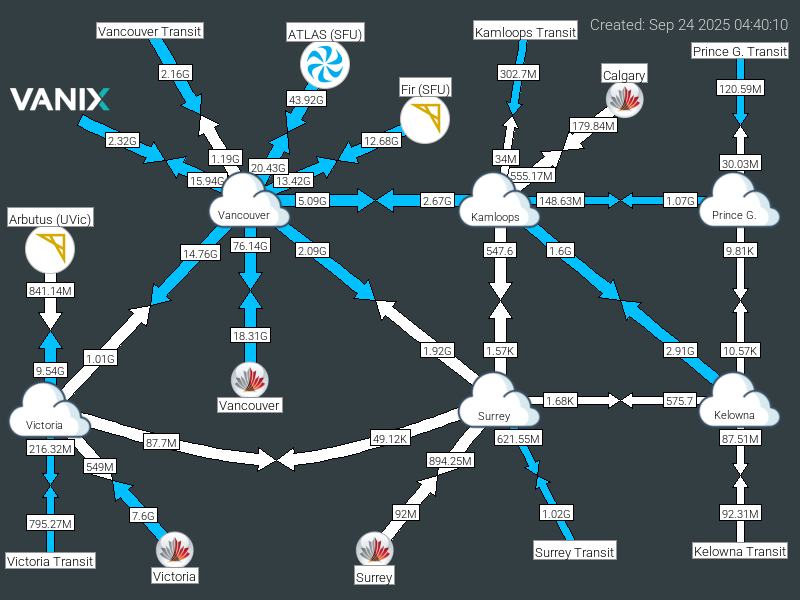 Created: Sep 24 2025 04:40:10
Vancouver Transit
ATLAS (SFU)
Kamloops Transit
Prince G. Transit
2.16G
302.7M
Calgary
120.59M
VANIX
43.92G
Fir (SFU)
179.84M
2.32G
12.68G
1.19G
34M
30.03M
20.43G
15.94G
13.42G
555.17M
5.09G
2.67G
148.63M
1.07G
Vancouver
Kamloops
Prince G.
Arbutus (UVic)
14.76G
76.14G
2.09G
547.6
1.6G
9.81K
841.14M
18.31G
1.01G
1.92G
1.57K
2.91G
10.57K
9.54G
Vancouver
1.68K
575.7
Victoria
Surrey
Kelowna
87.7M
49.12K
621.55M
87.51M
216.32M
549M
894.25M
795.27M
7.6G
92M
1.02G
92.31M
Victoria Transit
Victoria
Surrey
Surrey Transit
Kelowna Transit